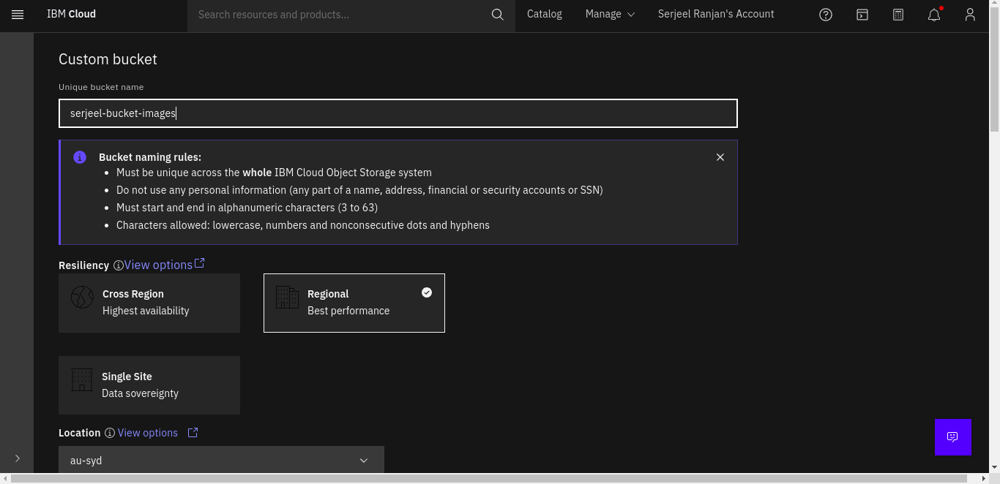 IBM Cloud
Search resources and products...
Catalog
Manage
Serjeel Ranjan's Account
Custom bucket
Unique bucket name
serjeel-bucket-images
Bucket naming rules:
Must be unique across the whole IBM Cloud Object Storage system
Do not use any personal information (any part of a name, address, financial or security accounts or SSN)
Must start and end in alphanumeric characters (3 to 63)
Characters allowed: lowercase, numbers and nonconsecutive dots and hyphens
Resiliency View options
Cross Region
Highest availability
Regional
Best performance
Single Site
Data sovereignty
Location View options
au-syd